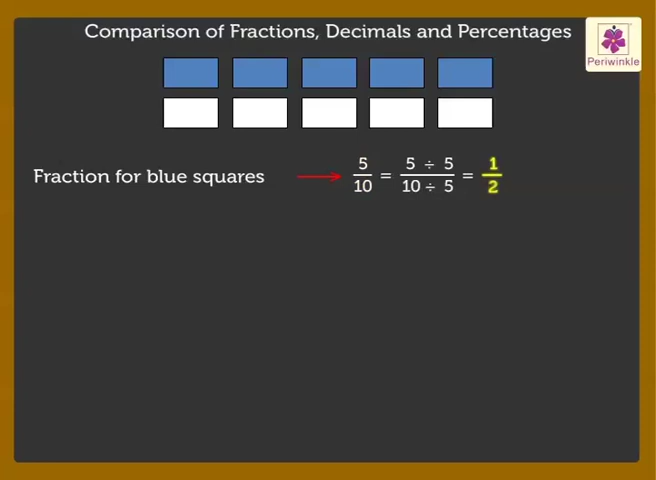 Comparison of Fractions, Decimals and Percentages
Periwinkle
Fraction for blue squares → 5/10 = 5 ÷ 5/10 ÷ 5 = 1/2